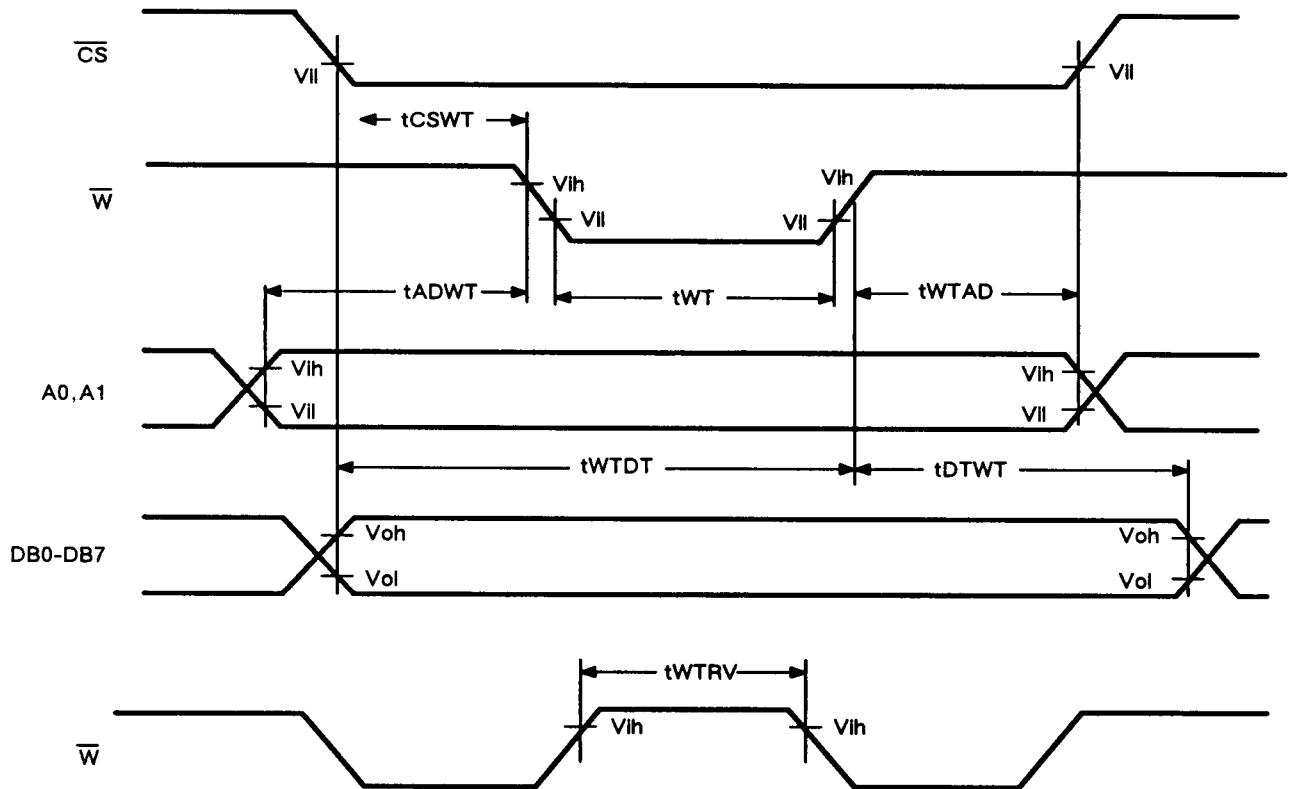 C̅S̅
Vil
Vil
tCSWT
W̅
Vih
Vil
Vih
Vil
tADWT
tWT
tWTAD
A0,A1
Vih
Vil
Vih
Vil
tWTDT
tDTWT
DB0-DB7
Voh
Vol
Voh
Vol
tWTRV
W̅
Vih
Vih